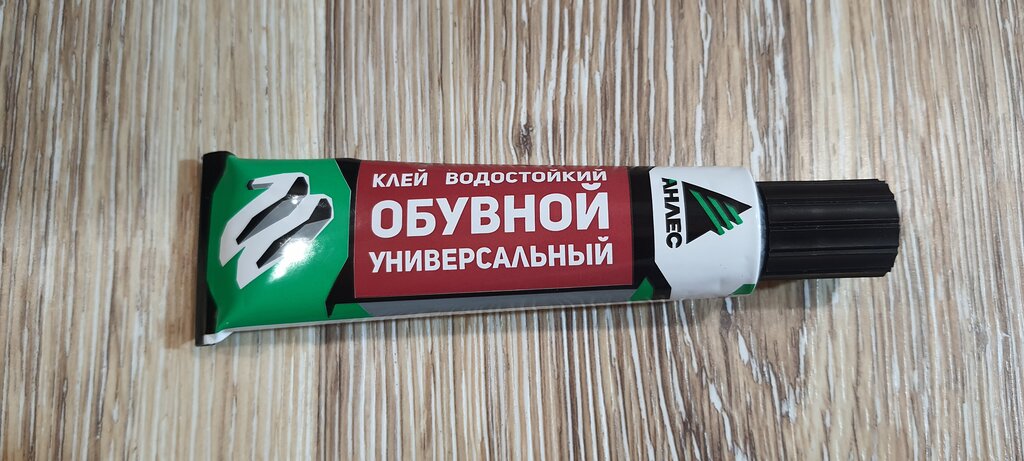 КЛЕЙ ВОДОСТОЙКИЙ
ОБУВНОЙ
УНИВЕРСАЛЬНЫЙ
АНЛЕС